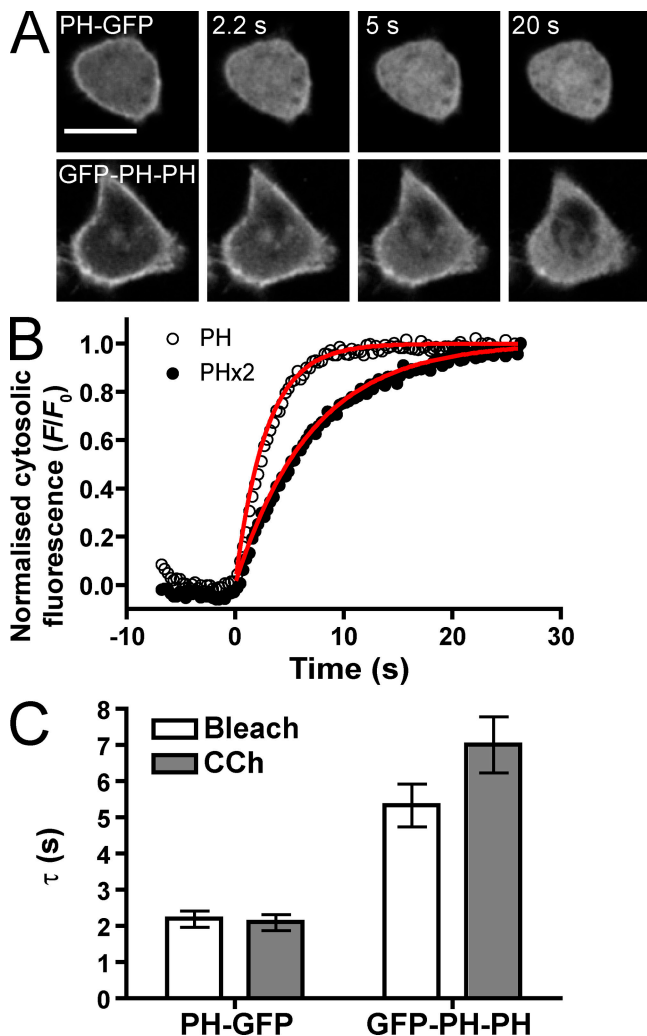 A
PH-GFP
2.2 s
5 s
20 s
GFP-PH-PH
B
PH
PHx2
1.0
0.8
0.6
0.4
0.2
0.0
Normalised cytosolic
fluorescence (F/F0)
-10
0
10
20
30
Time (s)
C
Bleach
CCh
8
7
6
5
4
3
2
1
0
τ (s)
PH-GFP
GFP-PH-PH